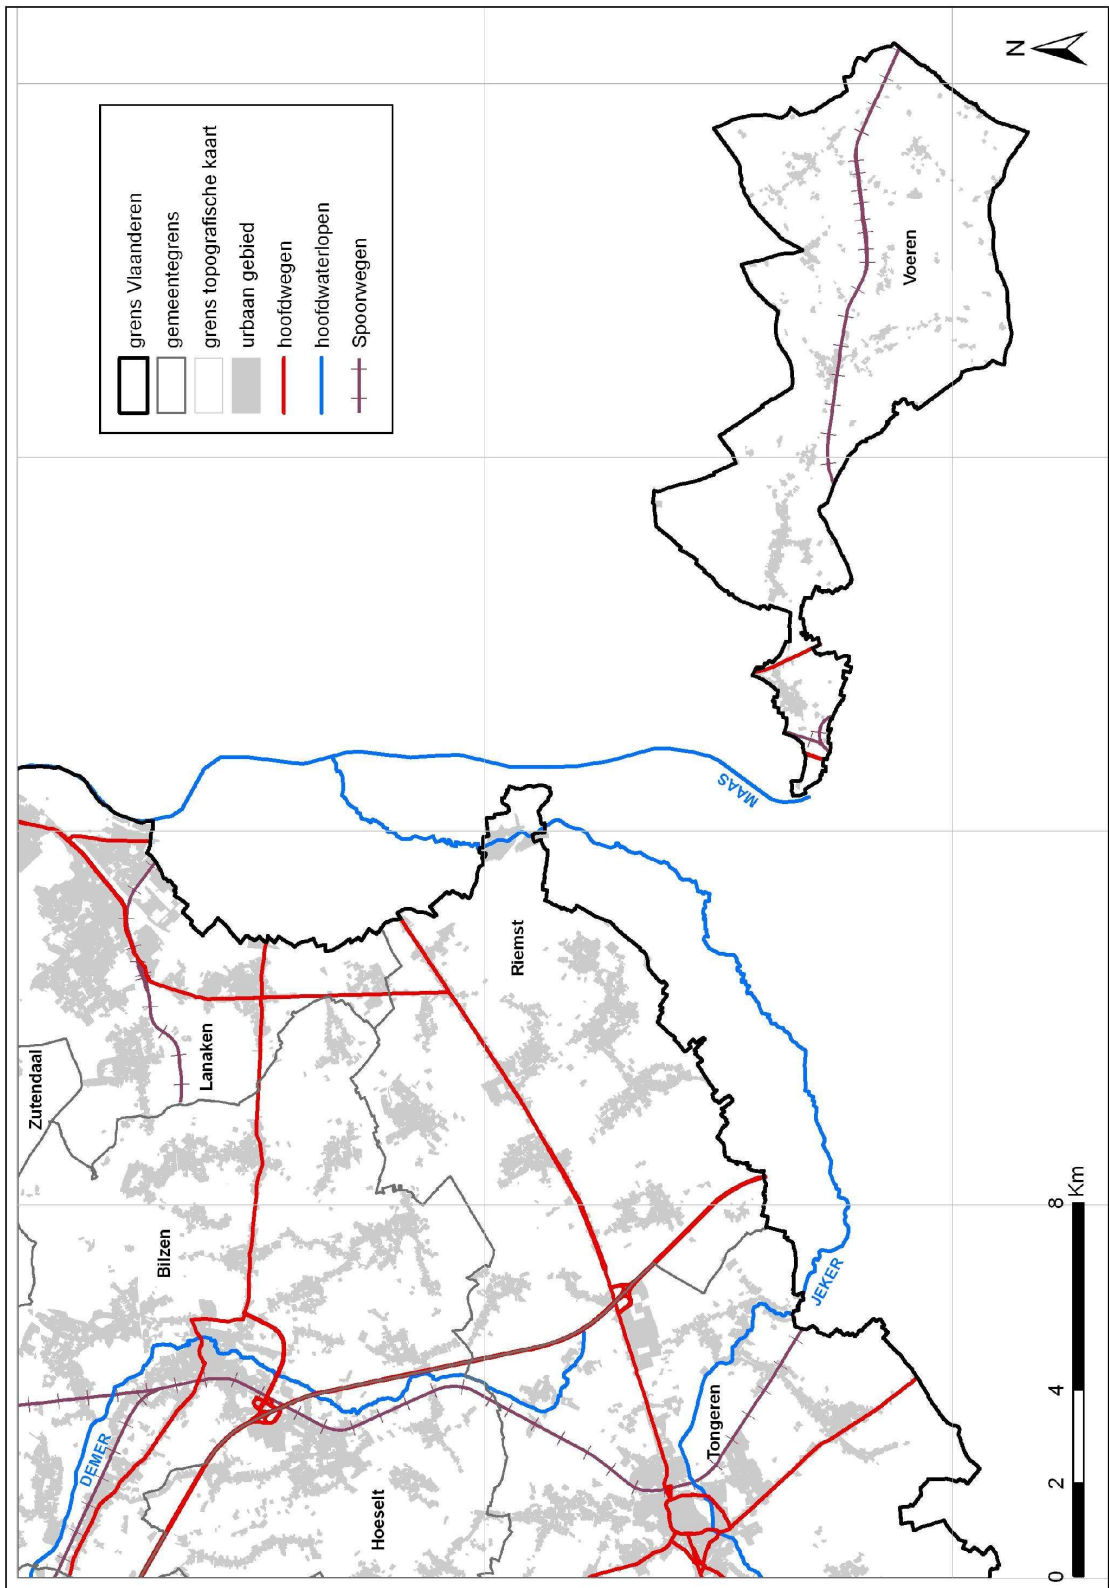 grens Vlaanderen
gemeentegrens
grens topografische kaart
urbaan gebied
hoofdwegen
hoofdwaterlopen
Spoorwegen
N
Zutendaal
Lanaken
Bilzen
DEMER
Hoeselt
Riemst
MAAS
Voeren
Tongeren
JEKER
0 2 4 8
Km